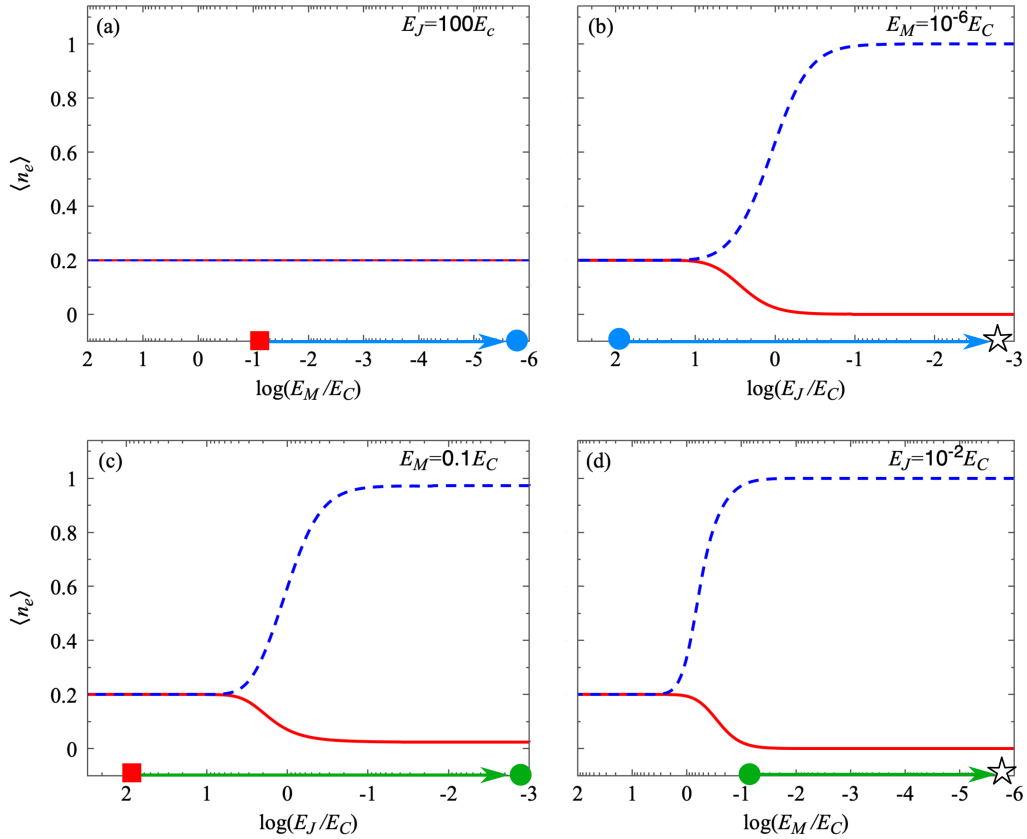 (a) E_J=100E_c
1
0.8
0.6
0.4
0.2
0
⟨n_e⟩
2 1 0 -1 -2 -3 -4 -5 -6
log(E_M/E_C)
(b) E_M=10^-6E_C
1
0.8
0.6
0.4
0.2
0
2 1 0 -1 -2 -3
log(E_J/E_C)
(c) E_M=0.1E_C
1
0.8
0.6
0.4
0.2
0
⟨n_e⟩
2 1 0 -1 -2 -3
log(E_J/E_C)
(d) E_J=10^-2E_C
1
0.8
0.6
0.4
0.2
0
2 1 0 -1 -2 -3 -4 -5 -6
log(E_M/E_C)